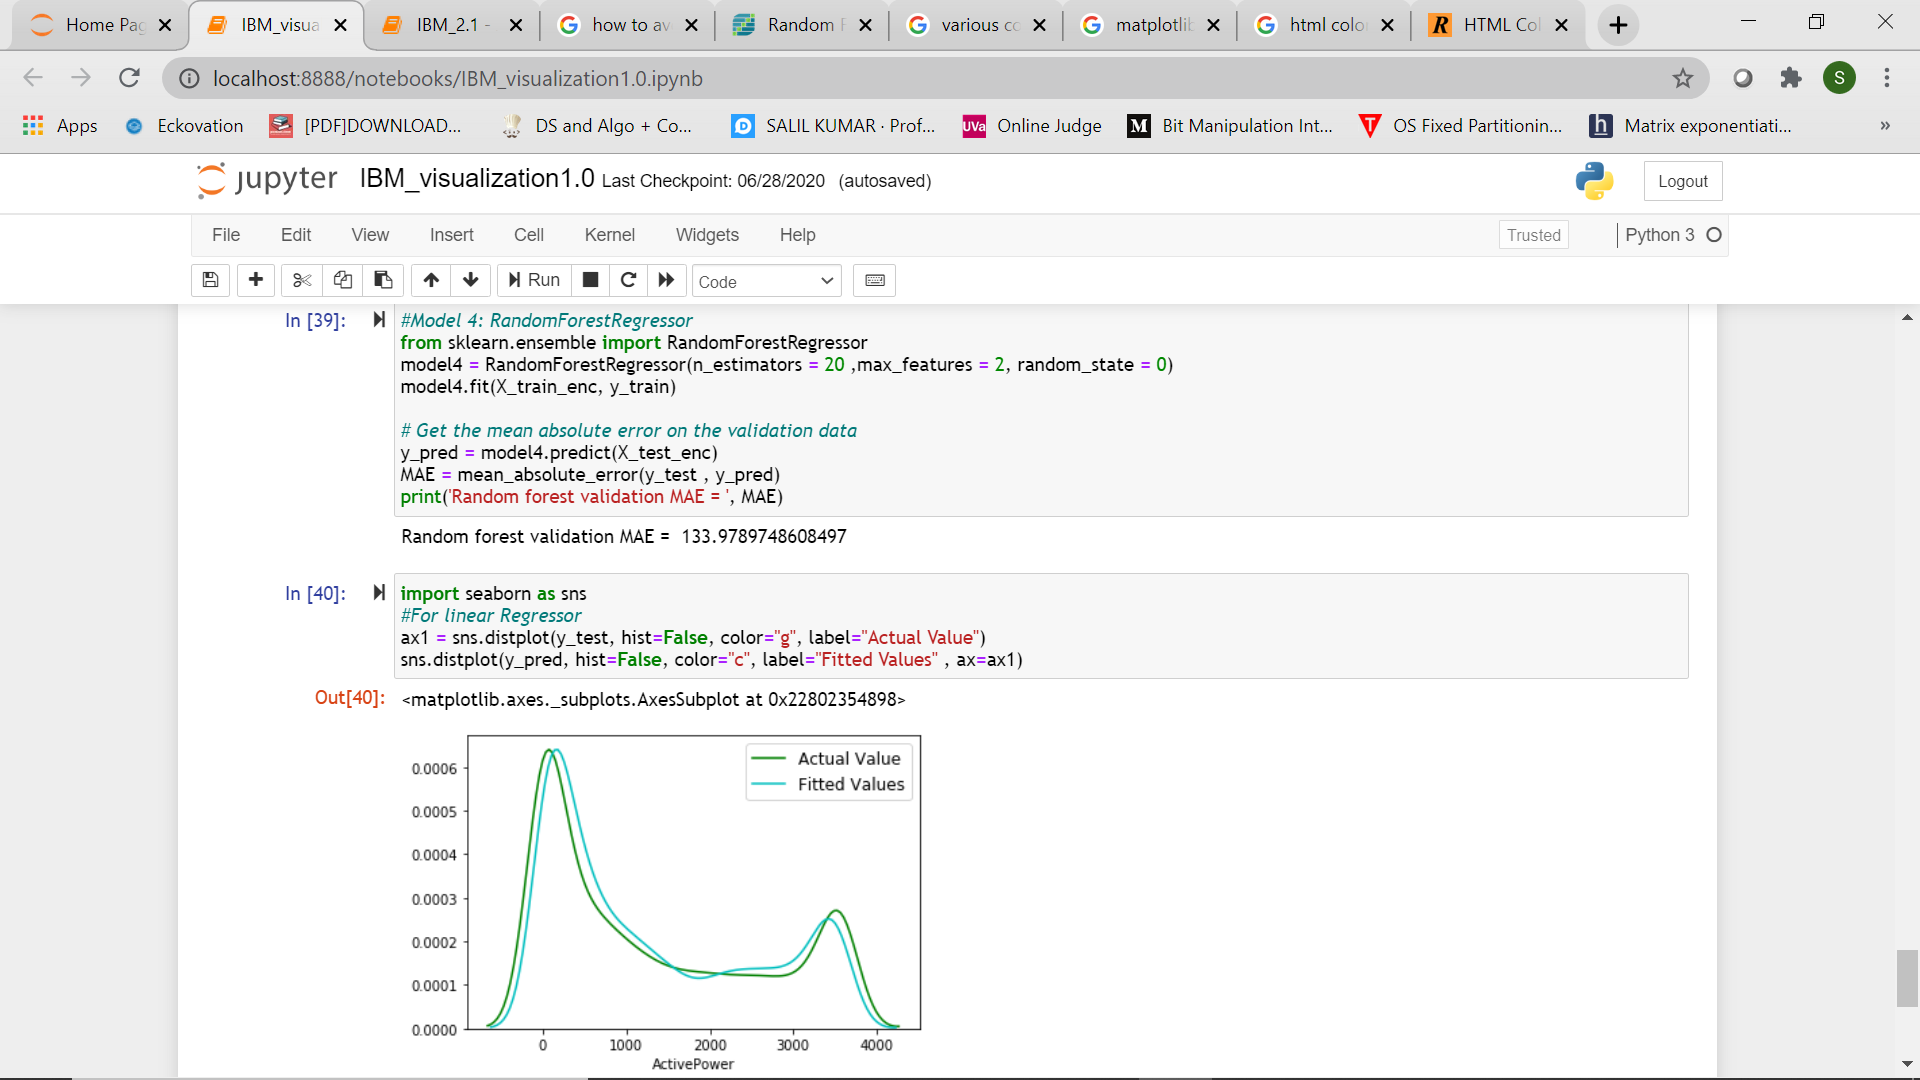 Home Pag
IBM_visua
IBM_2.1 -
how to av
Random F
various co
matplotlib
html color
HTML Col
localhost:8888/notebooks/IBM_visualization1.0.ipynb
S
Apps
Eckovation
[PDF]DOWNLOAD...
DS and Algo + Co...
SALIL KUMAR · Prof...
UVa Online Judge
M Bit Manipulation Int...
OS Fixed Partitionin...
h Matrix exponentiati...
»
jupyter IBM_visualization1.0 Last Checkpoint: 06/28/2020 (autosaved)
Logout
File Edit View Insert Cell Kernel Widgets Help
Trusted
Python 3
Run
Code
In [39]:
#Model 4: RandomForestRegressor
from sklearn.ensemble import RandomForestRegressor
model4 = RandomForestRegressor(n_estimators = 20 ,max_features = 2, random_state = 0)
model4.fit(X_train_enc, y_train)
# Get the mean absolute error on the validation data
y_pred = model4.predict(X_test_enc)
MAE = mean_absolute_error(y_test , y_pred)
print('Random forest validation MAE = ', MAE)
Random forest validation MAE =  133.9789748608497
In [40]:
import seaborn as sns
#For linear Regressor
ax1 = sns.distplot(y_test, hist=False, color="g", label="Actual Value")
sns.distplot(y_pred, hist=False, color="c", label="Fitted Values" , ax=ax1)
Out[40]: <matplotlib.axes._subplots.AxesSubplot at 0x22802354898>
Actual Value
Fitted Values
0.0006
0.0005
0.0004
0.0003
0.0002
0.0001
0.0000
0 1000 2000 3000 4000
ActivePower